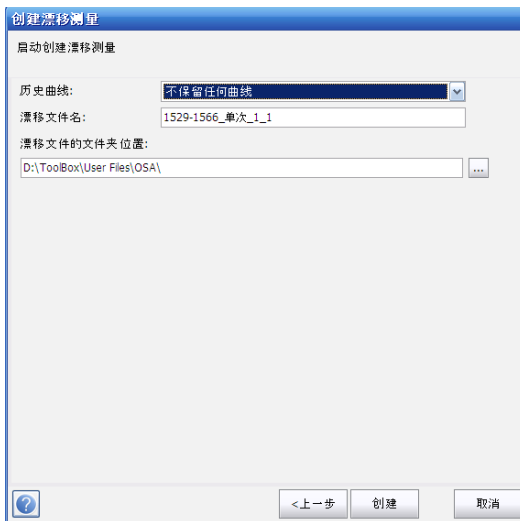 创建漂移测量
启动创建漂移测量
历史曲线: 不保留任何曲线
漂移文件名: 1529-1566_单次_1_1
漂移文件的文件夹位置:
D:\ToolBox\User Files\OSA\ ...
? <上一步 创建 取消